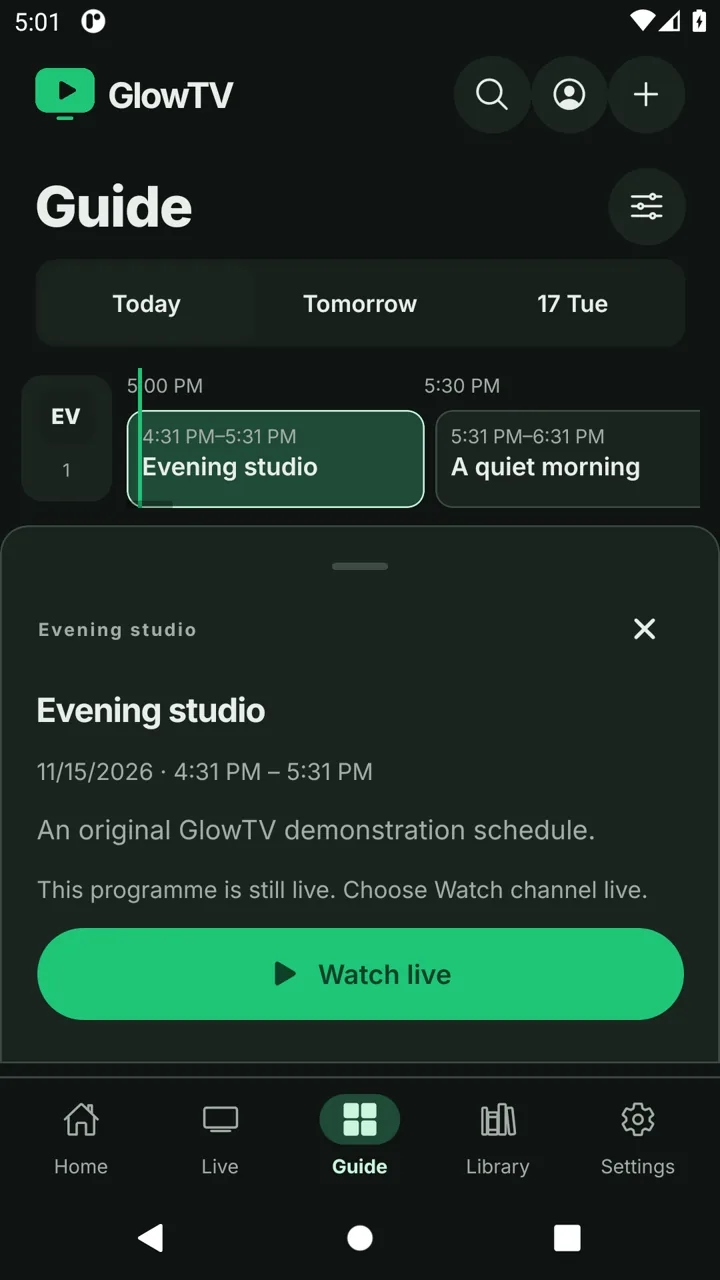 5:01
GlowTV
Guide
Today
Tomorrow
17 Tue
5:00 PM
5:30 PM
EV
1
4:31 PM–5:31 PM
Evening studio
5:31 PM–6:31 PM
A quiet morning
Evening studio
Evening studio
11/15/2026 · 4:31 PM – 5:31 PM
An original GlowTV demonstration schedule.
This programme is still live. Choose Watch channel live.
Watch live
Home
Live
Guide
Library
Settings